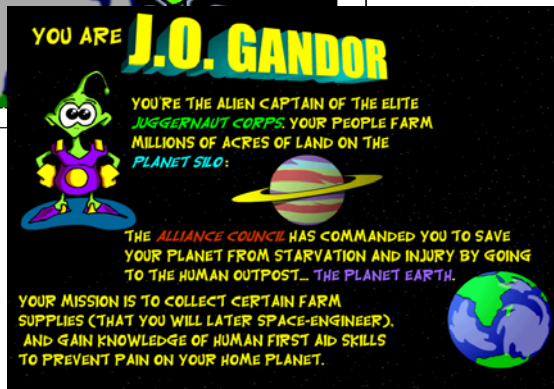 YOU ARE J.O. GANDOR
YOU'RE THE ALIEN CAPTAIN OF THE ELITE
JUGGERNAUT CORPS. YOUR PEOPLE FARM
MILLIONS OF ACRES OF LAND ON THE
PLANET SILO:
THE ALLIANCE COUNCIL HAS COMMANDED YOU TO SAVE
YOUR PLANET FROM STARVATION AND INJURY BY GOING
TO THE HUMAN OUTPOST... THE PLANET EARTH.
YOUR MISSION IS TO COLLECT CERTAIN FARM
SUPPLIES (THAT YOU WILL LATER SPACE-ENGINEER),
AND GAIN KNOWLEDGE OF HUMAN FIRST AID SKILLS
TO PREVENT PAIN ON YOUR HOME PLANET.